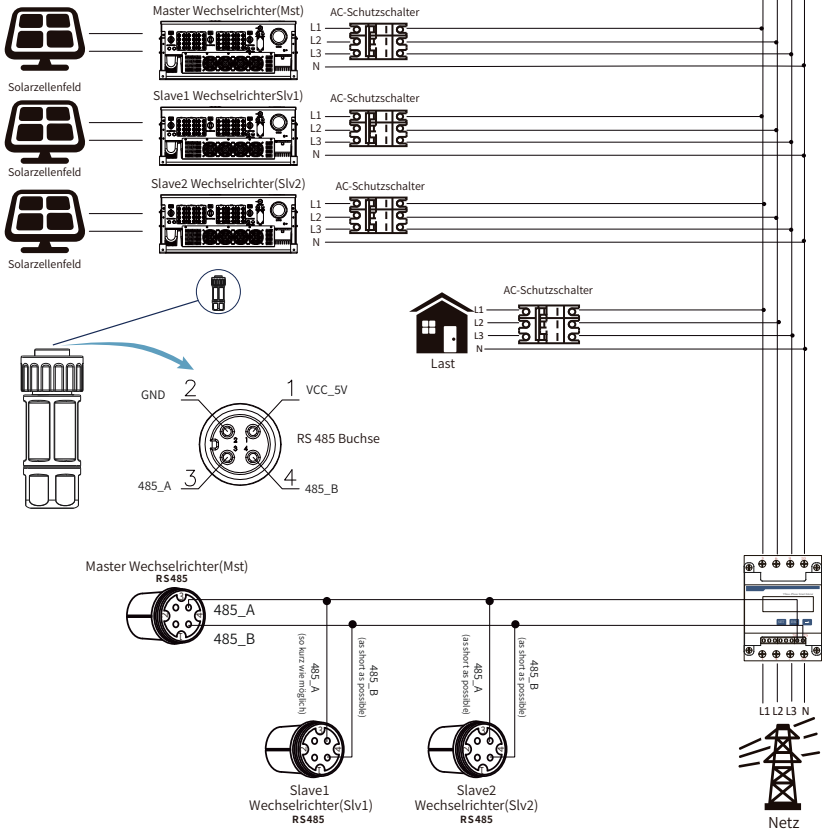 Master Wechselrichter(Mst)
AC-Schutzschalter
L1
L2
L3
N
Solarzellenfeld
Slave1 WechselrichterSlv1)
AC-Schutzschalter
L1
L2
L3
N
Solarzellenfeld
Slave2 Wechselrichter(Slv2)
AC-Schutzschalter
L1
L2
L3
N
Solarzellenfeld
AC-Schutzschalter
L1
L2
L3
N
Last
GND 2
1 VCC_5V
2 1
3 4
RS 485 Buchse
485_A 3
4 485_B
Master Wechselrichter(Mst)
RS485
485_A
485_B
485_A
(so kurz wie möglich)
485_B
(as short as possible)
485_A
(as short as possible)
485_B
(as short as possible)
Slave1
Wechselrichter(Slv1)
RS485
Slave2
Wechselrichter(Slv2)
RS485
L1 L2 L3 N
Netz